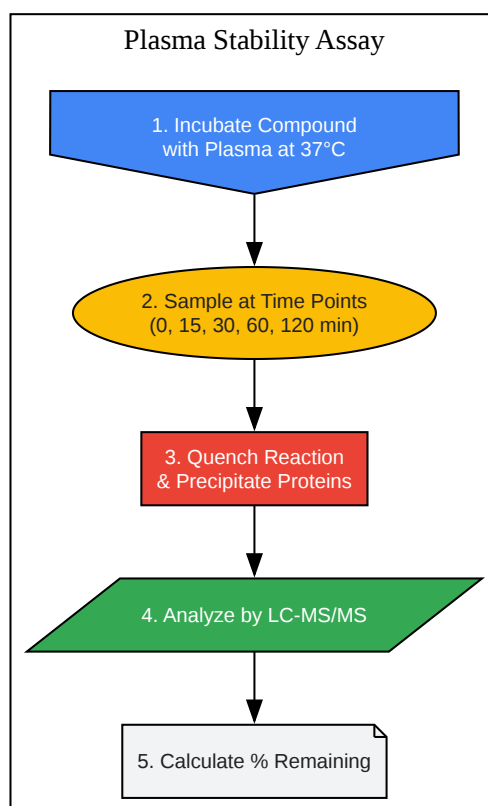 Plasma Stability Assay
1. Incubate Compound
with Plasma at 37°C
2. Sample at Time Points
(0, 15, 30, 60, 120 min)
3. Quench Reaction
& Precipitate Proteins
4. Analyze by LC-MS/MS
5. Calculate % Remaining